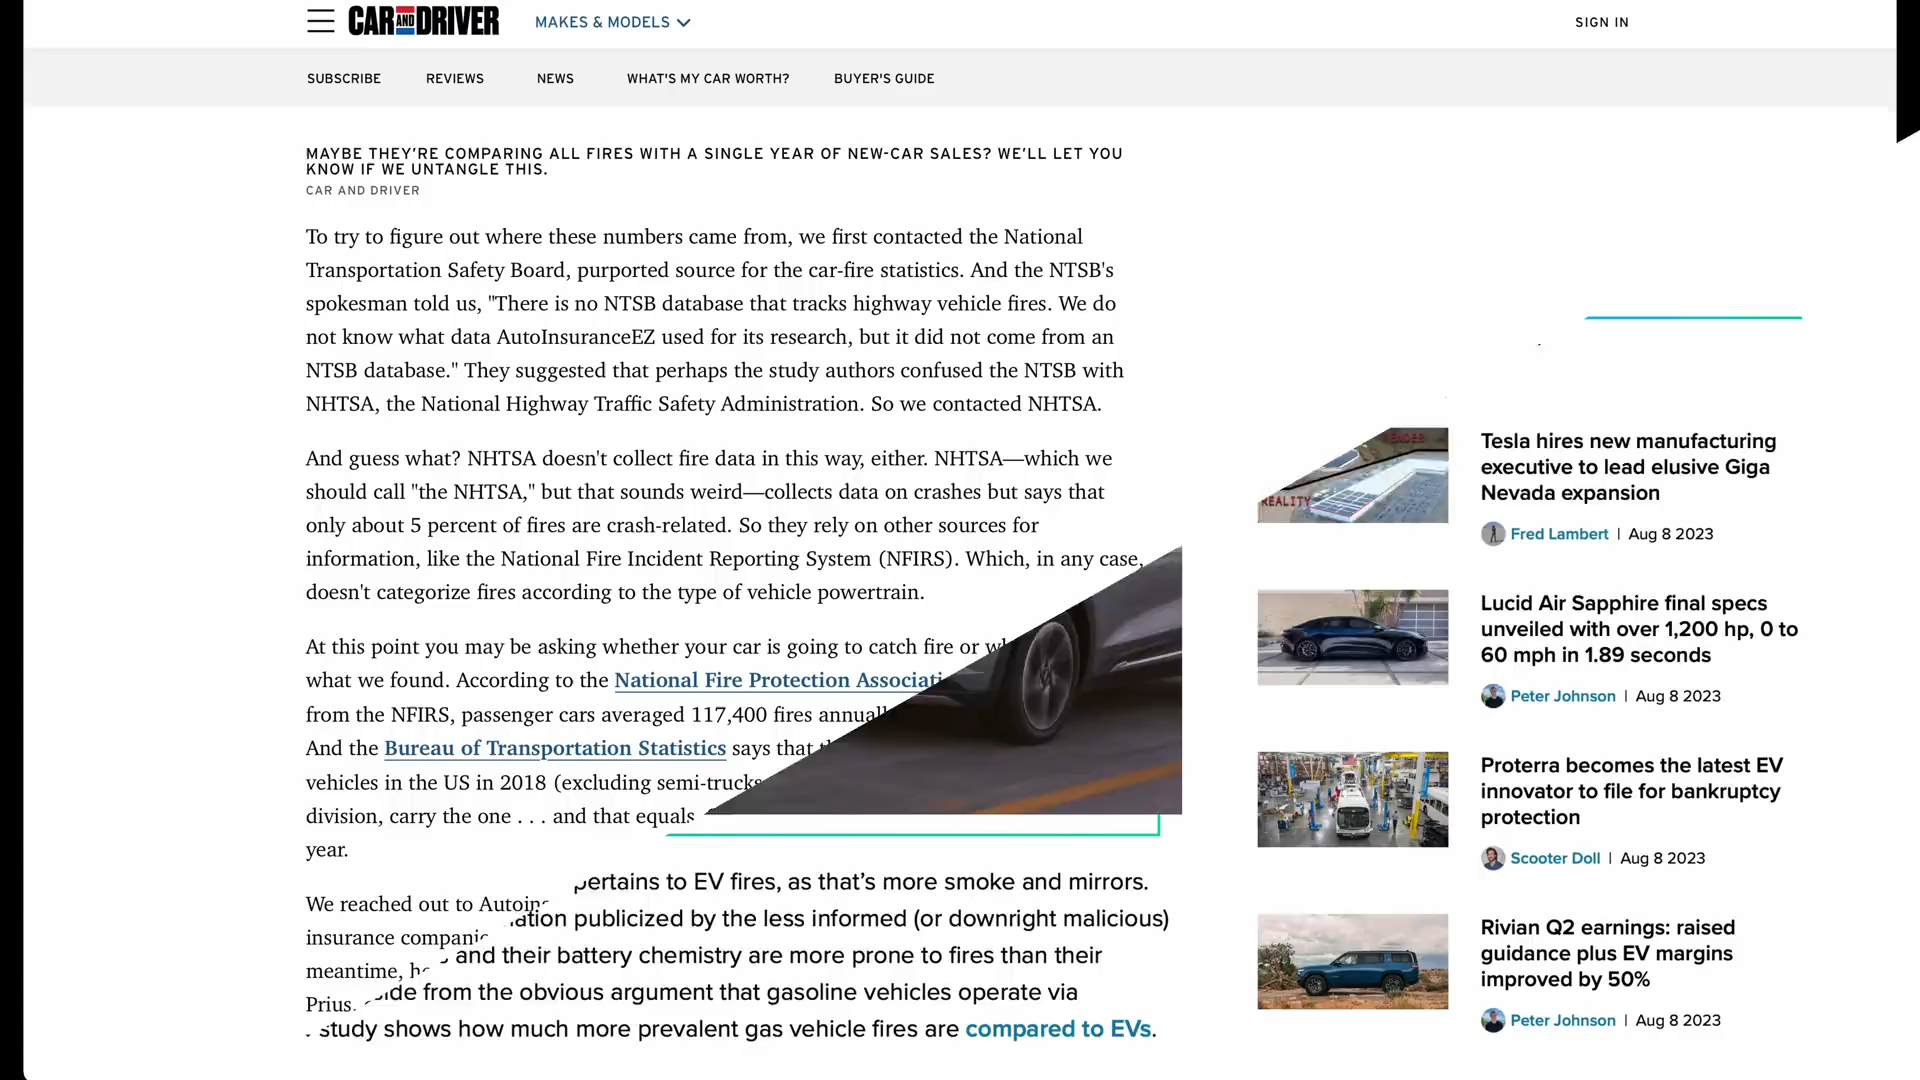 CAR AND DRIVER
MAKES & MODELS
SIGN IN
SUBSCRIBE
REVIEWS
NEWS
WHAT'S MY CAR WORTH?
BUYER'S GUIDE
MAYBE THEY'RE COMPARING ALL FIRES WITH A SINGLE YEAR OF NEW-CAR SALES? WE'LL LET YOU
KNOW IF WE UNTANGLE THIS.
CAR AND DRIVER
To try to figure out where these numbers came from, we first contacted the National
Transportation Safety Board, purported source for the car-fire statistics. And the NTSB's
spokesman told us, "There is no NTSB database that tracks highway vehicle fires. We do
not know what data AutoInsuranceEZ used for its research, but it did not come from an
NTSB database." They suggested that perhaps the study authors confused the NTSB with
NHTSA, the National Highway Traffic Safety Administration. So we contacted NHTSA.
And guess what? NHTSA doesn't collect fire data in this way, either. NHTSA—which we
should call "the NHTSA," but that sounds weird—collects data on crashes but says that
only about 5 percent of fires are crash-related. So they rely on other sources for
information, like the National Fire Incident Reporting System (NFIRS). Which, in any case,
doesn't categorize fires according to the type of vehicle powertrain.
At this point you may be asking whether your car is going to catch fire or
what we found. According to the National Fire Protection
from the NFIRS, passenger cars averaged 117,400 fires
And the Bureau of Transportation Statistics says that
vehicles in the US in 2018 (excluding semi-trucks
division, carry the one . . . and that equals
year.
We reached out to
insurance
meantime,
Prius.
pertains to EV fires, as that's more smoke and mirrors.
publicized by the less informed (or downright malicious)
and their battery chemistry are more prone to fires than their
from the obvious argument that gasoline vehicles operate via
study shows how much more prevalent gas vehicle fires are compared to EVs.
REALITY
Tesla hires new manufacturing
executive to lead elusive Giga
Nevada expansion
Fred Lambert | Aug 8 2023
Lucid Air Sapphire final specs
unveiled with over 1,200 hp, 0 to
60 mph in 1.89 seconds
Peter Johnson | Aug 8 2023
Proterra becomes the latest EV
innovator to file for bankruptcy
protection
Scooter Doll | Aug 8 2023
Rivian Q2 earnings: raised
guidance plus EV margins
improved by 50%
Peter Johnson | Aug 8 2023